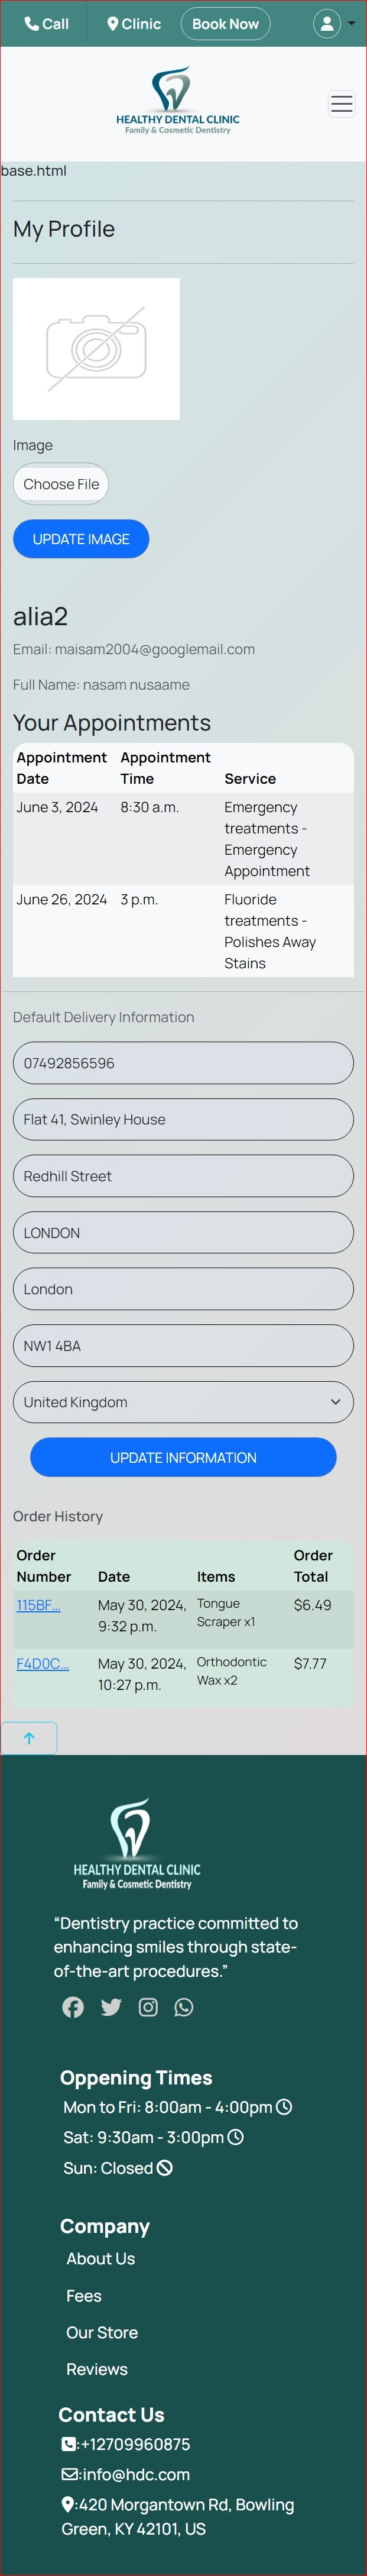 Call Clinic Book Now
HEALTHY DENTAL CLINIC
Family & Cosmetic Dentistry
base.html
My Profile
Image
Choose File
UPDATE IMAGE
alia2
Email: maisam2004@googlemail.com
Full Name: nasam nusaame
Your Appointments
Appointment Appointment
Date Time Service
June 3, 2024 8:30 a.m. Emergency
treatments -
Emergency
Appointment
June 26, 2024 3 p.m. Fluoride
treatments -
Polishes Away
Stains
Default Delivery Information
07492856596
Flat 41, Swinley House
Redhill Street
LONDON
London
NW1 4BA
United Kingdom
UPDATE INFORMATION
Order History
Order Order
Number Date Items Total
115BF... May 30, 2024, Tongue $6.49
9:32 p.m. Scraper x1
F4D0C... May 30, 2024, Orthodontic $7.77
10:27 p.m. Wax x2
HEALTHY DENTAL CLINIC
Family & Cosmetic Dentistry
“Dentistry practice committed to
enhancing smiles through state-
of-the-art procedures.”
Oppening Times
Mon to Fri: 8:00am - 4:00pm
Sat: 9:30am - 3:00pm
Sun: Closed
Company
About Us
Fees
Our Store
Reviews
Contact Us
:+12709960875
:info@hdc.com
:420 Morgantown Rd, Bowling
Green, KY 42101, US